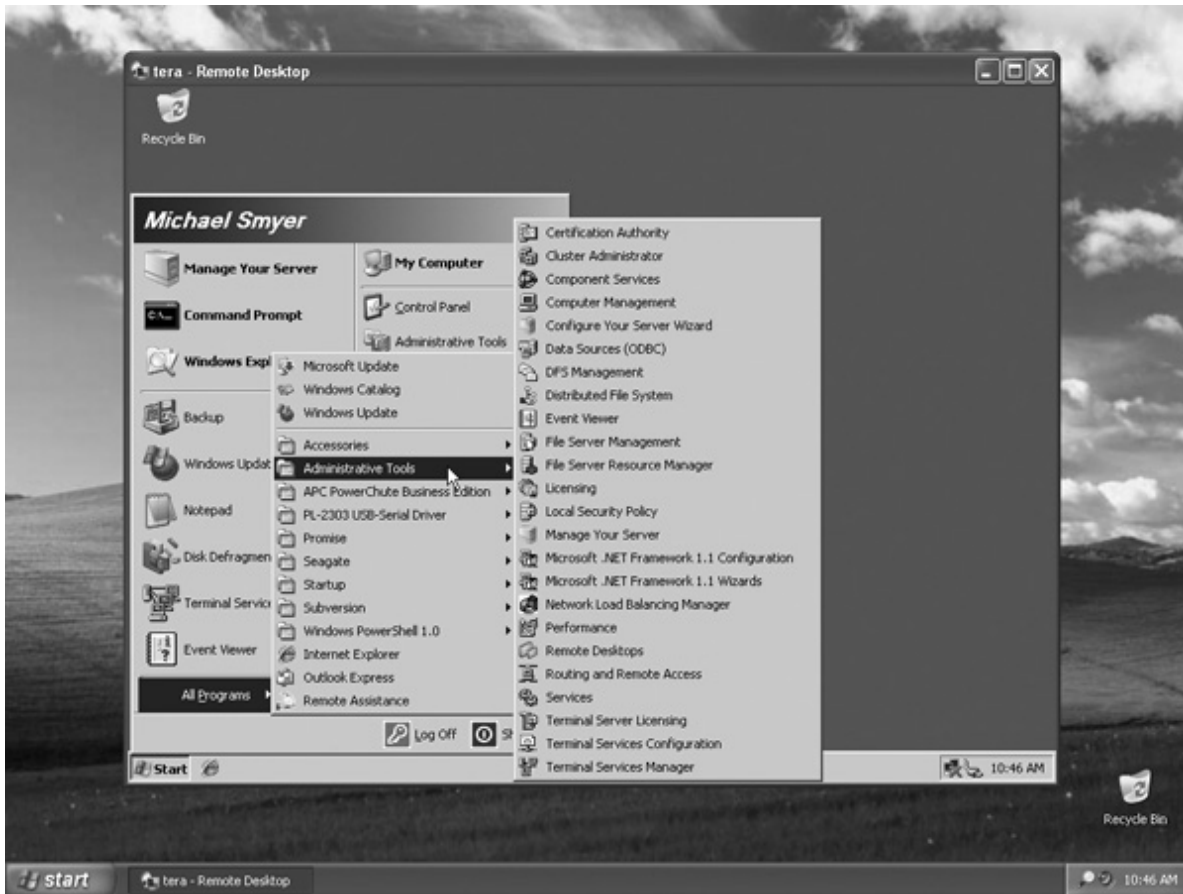 tera - Remote Desktop
Recycle Bin
Michael Smyer
Manage Your Server
Command Prompt
Windows Expl
Backup
Windows Updat
Notepad
Disk Defragmen
Terminal Servic
Event Viewer
All Programs
My Computer
Control Panel
Administrative Tools
Microsoft Update
Windows Catalog
Windows Update
Accessories
Administrative Tools
APC PowerChute Business Edition
PL-2303 USB-Serial Driver
Promise
Seagate
Startup
Subversion
Windows PowerShell 1.0
Internet Explorer
Outlook Express
Remote Assistance
Certification Authority
Cluster Administrator
Component Services
Computer Management
Configure Your Server Wizard
Data Sources (ODBC)
DFS Management
Distributed File System
Event Viewer
File Server Management
File Server Resource Manager
Licensing
Local Security Policy
Manage Your Server
Microsoft .NET Framework 1.1 Configuration
Microsoft .NET Framework 1.1 Wizards
Network Load Balancing Manager
Performance
Remote Desktops
Routing and Remote Access
Services
Terminal Server Licensing
Terminal Services Configuration
Terminal Services Manager
Log Off
Start
10:46 AM
Recycle Bin
start
tera - Remote Desktop
10:46 AM